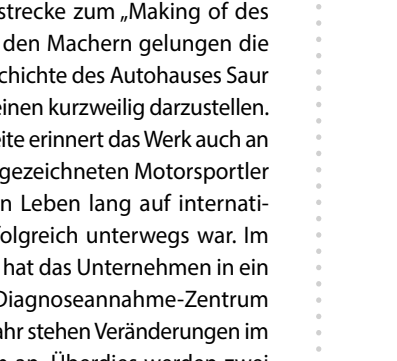 strecke zum „Making of des
den Machern gelungen die
chichte des Autohauses Saur
einen kurzweilig darzustellen.
ite erinnert das Werk auch an
gezeichneten Motorsportler
n Leben lang auf internati-
olgreich unterwegs war. Im
hat das Unternehmen in ein
Diagnoseannahme-Zentrum
ahr stehen Veränderungen im
n an. Überdies werden zwei